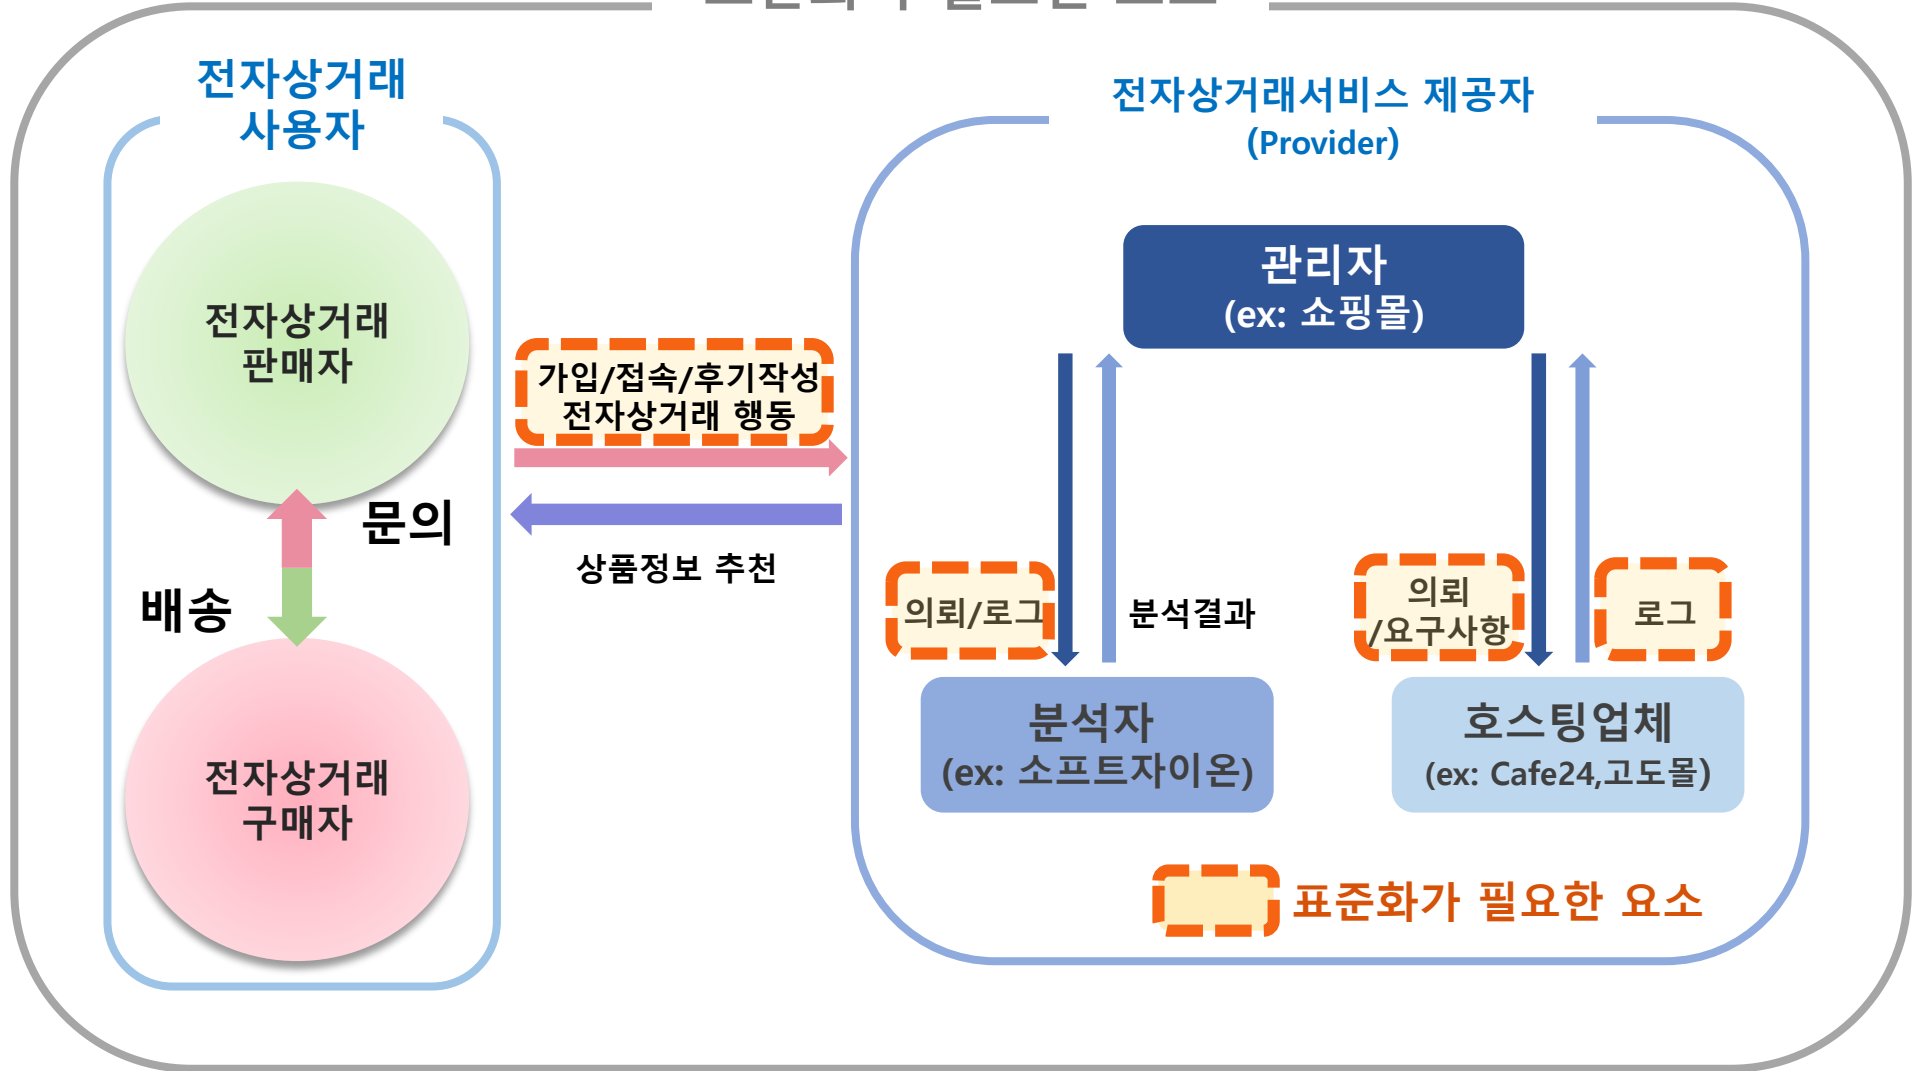 전자상거래
사용자
전자상거래
판매자
문의
배송
전자상거래
구매자
가입/접속/후기작성
전자상거래 행동
상품정보 추천
전자상거래서비스 제공자
(Provider)
관리자
(ex: 쇼핑몰)
의뢰/로그
분석결과
의뢰
/요구사항
로그
분석자
(ex: 소프트자이온)
호스팅업체
(ex: Cafe24,고도몰)
표준화가 필요한 요소